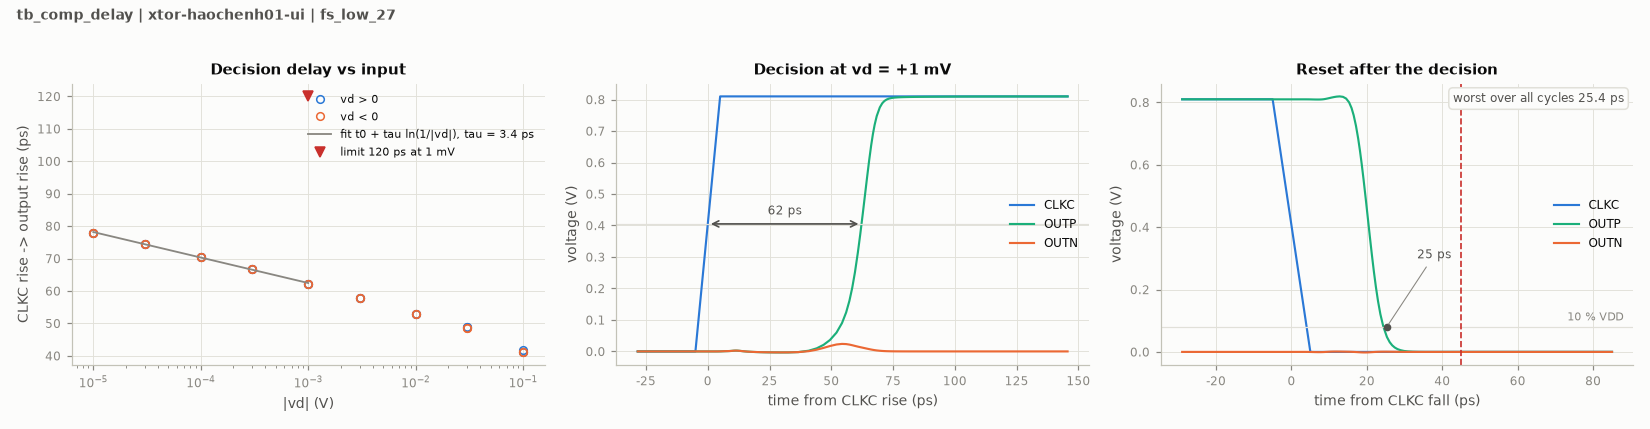 tb_comp_delay | xtor-haochenh01-ui | fs_low_27
Decision delay vs input
CLKC rise -> output rise (ps)
120
110
100
90
80
70
60
50
40
10⁻⁵
10⁻⁴
10⁻³
10⁻²
10⁻¹
|vd| (V)
vd > 0
vd < 0
fit t0 + tau ln(1/|vd|), tau = 3.4 ps
limit 120 ps at 1 mV
Decision at vd = +1 mV
voltage (V)
0.8
0.7
0.6
0.5
0.4
0.3
0.2
0.1
0.0
-25
0
25
50
75
100
125
150
time from CLKC rise (ps)
62 ps
CLKC
OUTP
OUTN
Reset after the decision
voltage (V)
0.8
0.6
0.4
0.2
0.0
-20
0
20
40
60
80
time from CLKC fall (ps)
worst over all cycles 25.4 ps
CLKC
OUTP
OUTN
25 ps
10 % VDD